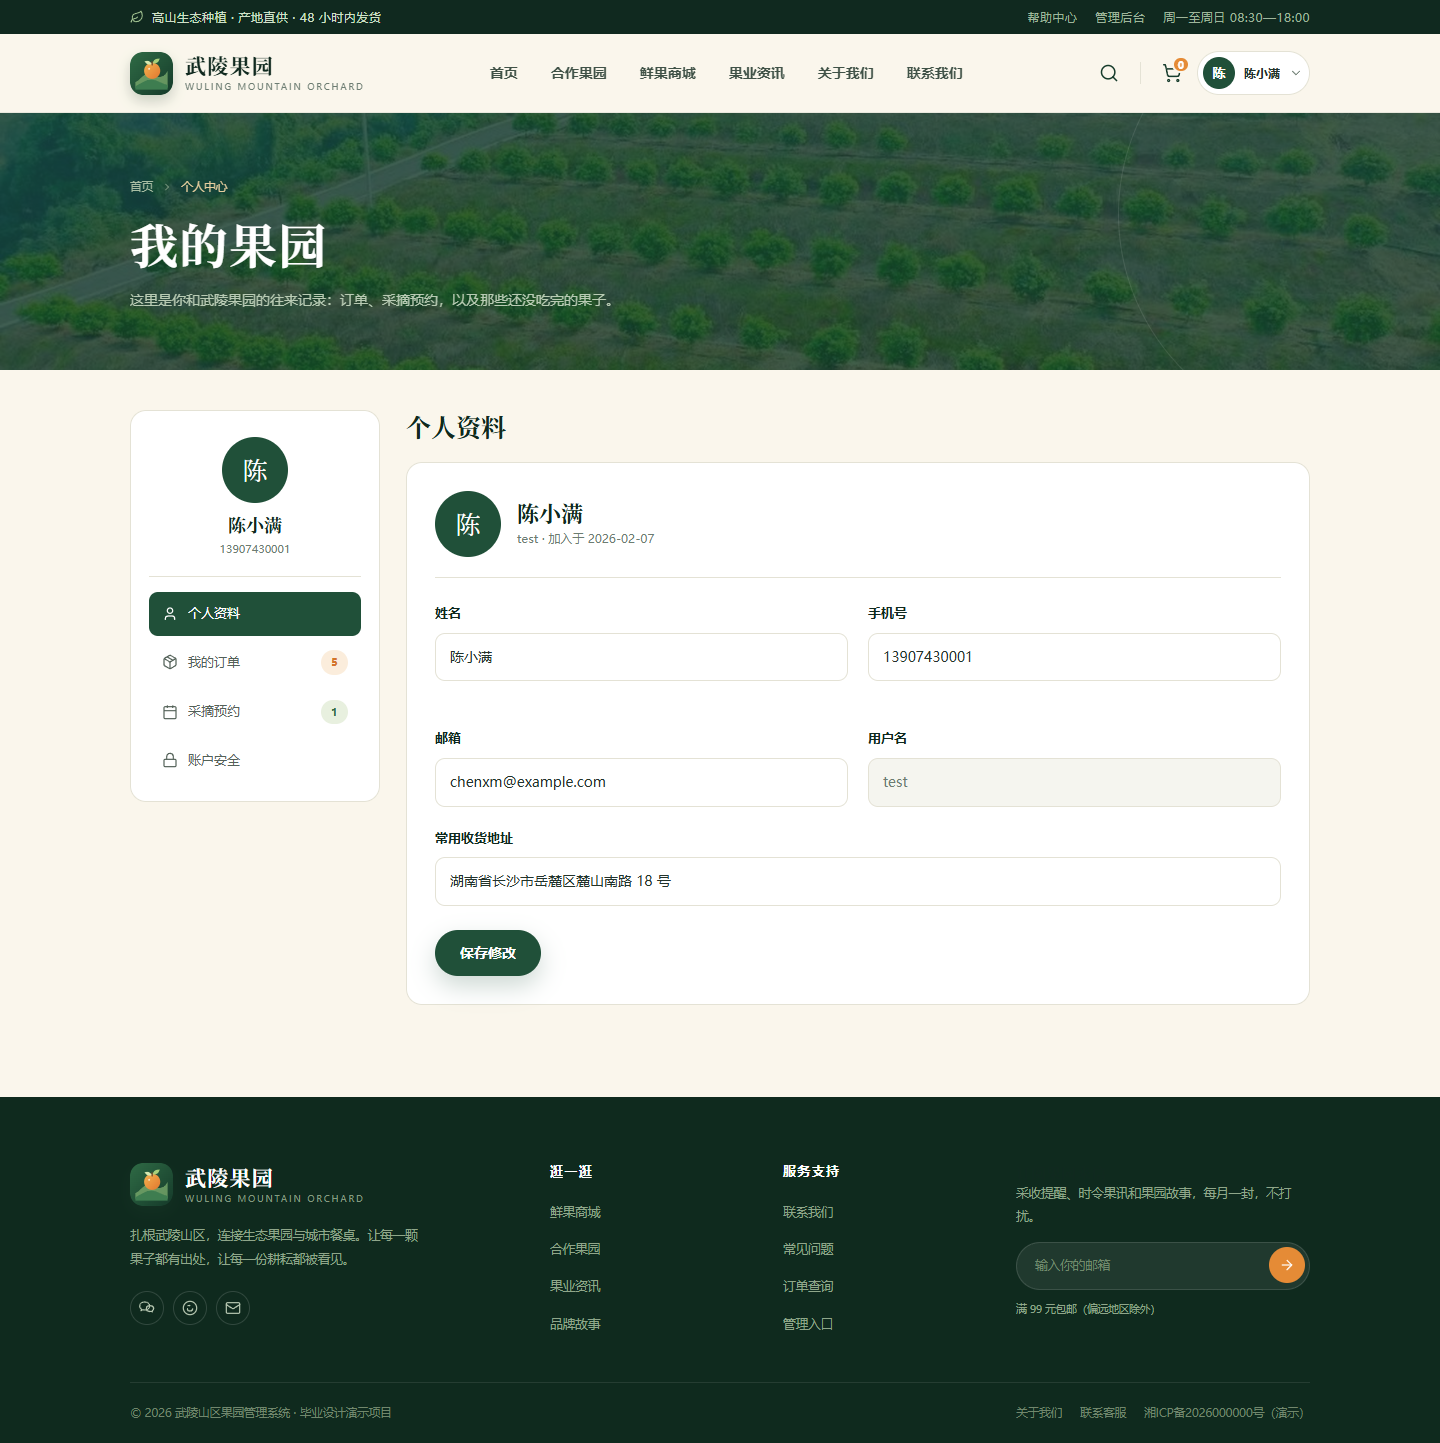 高山生态种植 · 产地直供 · 48 小时内发货
帮助中心 管理后台 周一至周日 08:30—18:00
武陵果园
WULING MOUNTAIN ORCHARD
首页 合作果园 鲜果商城 果业资讯 关于我们 联系我们
0
陈 陈小满
首页 > 个人中心
我的果园
这里是你和武陵果园的往来记录：订单、采摘预约，以及那些还没吃完的果子。
陈
陈小满
13907430001
个人资料
我的订单 5
采摘预约 1
账户安全
个人资料
陈
陈小满
test · 加入于 2026-02-07
姓名
陈小满
手机号
13907430001
邮箱
chenxm@example.com
用户名
test
常用收货地址
湖南省长沙市岳麓区麓山南路 18 号
保存修改
武陵果园
WULING MOUNTAIN ORCHARD
扎根武陵山区，连接生态果园与城市餐桌。让每一颗
果子都有出处，让每一份耕耘都被看见。
逛一逛
鲜果商城
合作果园
果业资讯
品牌故事
服务支持
联系我们
常见问题
订单查询
管理入口
采收提醒、时令果讯和果园故事，每月一封，不打
扰。
输入你的邮箱
满 99 元包邮（偏远地区除外）
© 2026 武陵山区果园管理系统 · 毕业设计演示项目
关于我们 联系客服 湘ICP备2026000000号（演示）